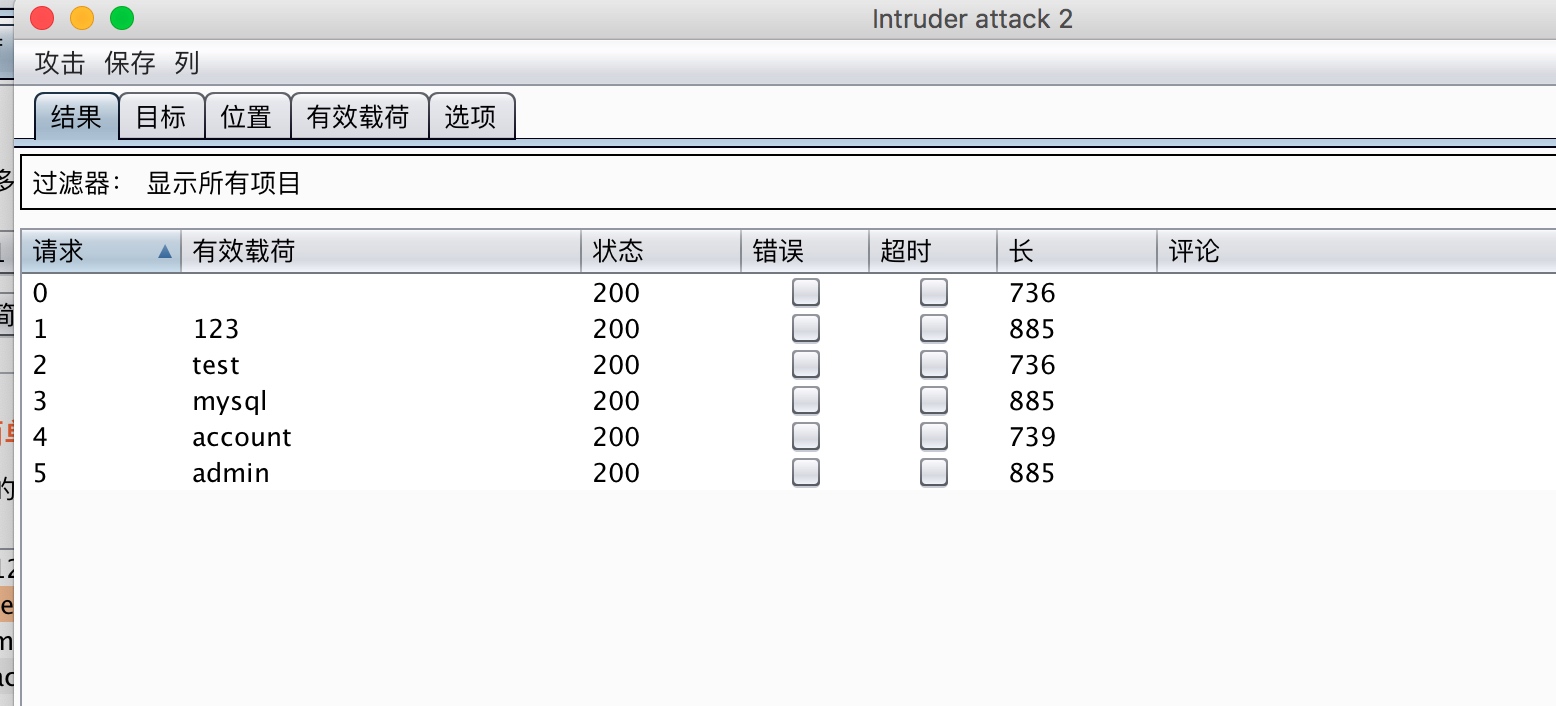 Intruder attack 2
攻击 保存 列
结果 目标 位置 有效载荷 选项
过滤器： 显示所有项目
请求 有效载荷 状态 错误 超时 长 评论
0 200 736
1 123 200 885
2 test 200 736
3 mysql 200 885
4 account 200 739
5 admin 200 885